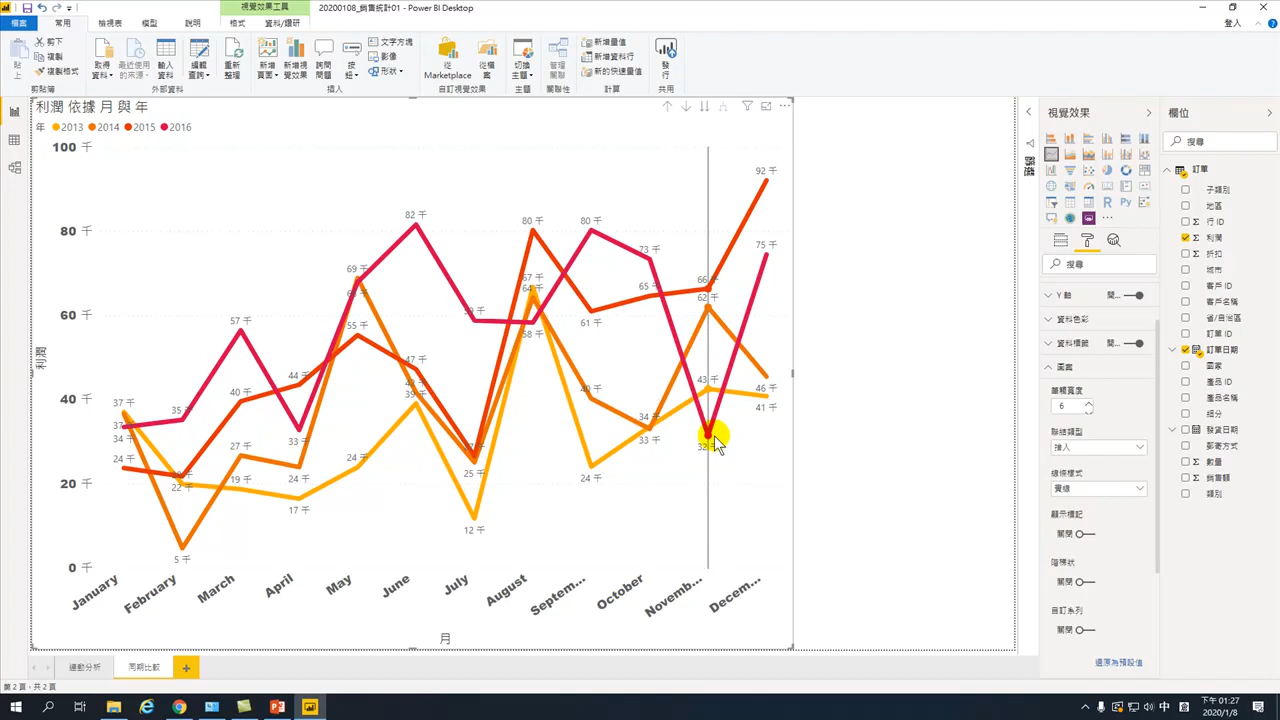 視覺效果工具
20200108_銷售統計01 - Power BI Desktop
檔案 常用 檢視表 模型 說明 格式 資料/鑽研
登入
貼上
剪下
複製
複製格式
剪貼簿
取得資料
最近使用的來源
輸入資料
外部資料
編輯查詢
重新整理
新增頁面
新增視覺效果
詢問問題
按鈕
文字方塊
影像
形狀
插入
從 Marketplace
從檔案
自訂視覺效果
切換主題
主題
管理關聯
關聯性
新增量值
新增資料行
新的快速量值
計算
發行
共用
利潤 依據 月 與 年
年 2013 2014 2015 2016
100 千
80 千
60 千
40 千
20 千
0 千
利潤
37 千
37 千
34 千
24 千
35 千
22 千
5 千
57 千
40 千
27 千
19 千
44 千
33 千
24 千
17 千
69 千
55 千
24 千
82 千
47 千
39 千
25 千
12 千
80 千
67 千
64 千
58 千
80 千
61 千
40 千
24 千
73 千
65 千
34 千
33 千
66 千
62 千
43 千
32
92 千
75 千
46 千
41 千
January February March April May June July August Septem... October Novemb... Decem...
月
篩選
視覺效果
搜尋
Y 軸 開...
資料色彩
資料標籤 開...
圖案
筆觸寬度
6
聯結類型
線條樣式
實線
顯示標記
關閉
階梯狀
關閉
自訂系列
關閉
還原為預設值
欄位
搜尋
訂單
子類別
地區
行 ID
利潤
折扣
城市
客戶 ID
客戶名稱
省/自治區
訂單 ID
訂單日期
國家
產品 ID
產品名稱
細分
發貨日期
郵寄方式
數量
銷售額
類別
連動分析 同期比較
第 2 頁，共 2 頁
中
下午 01:27
2020/1/8